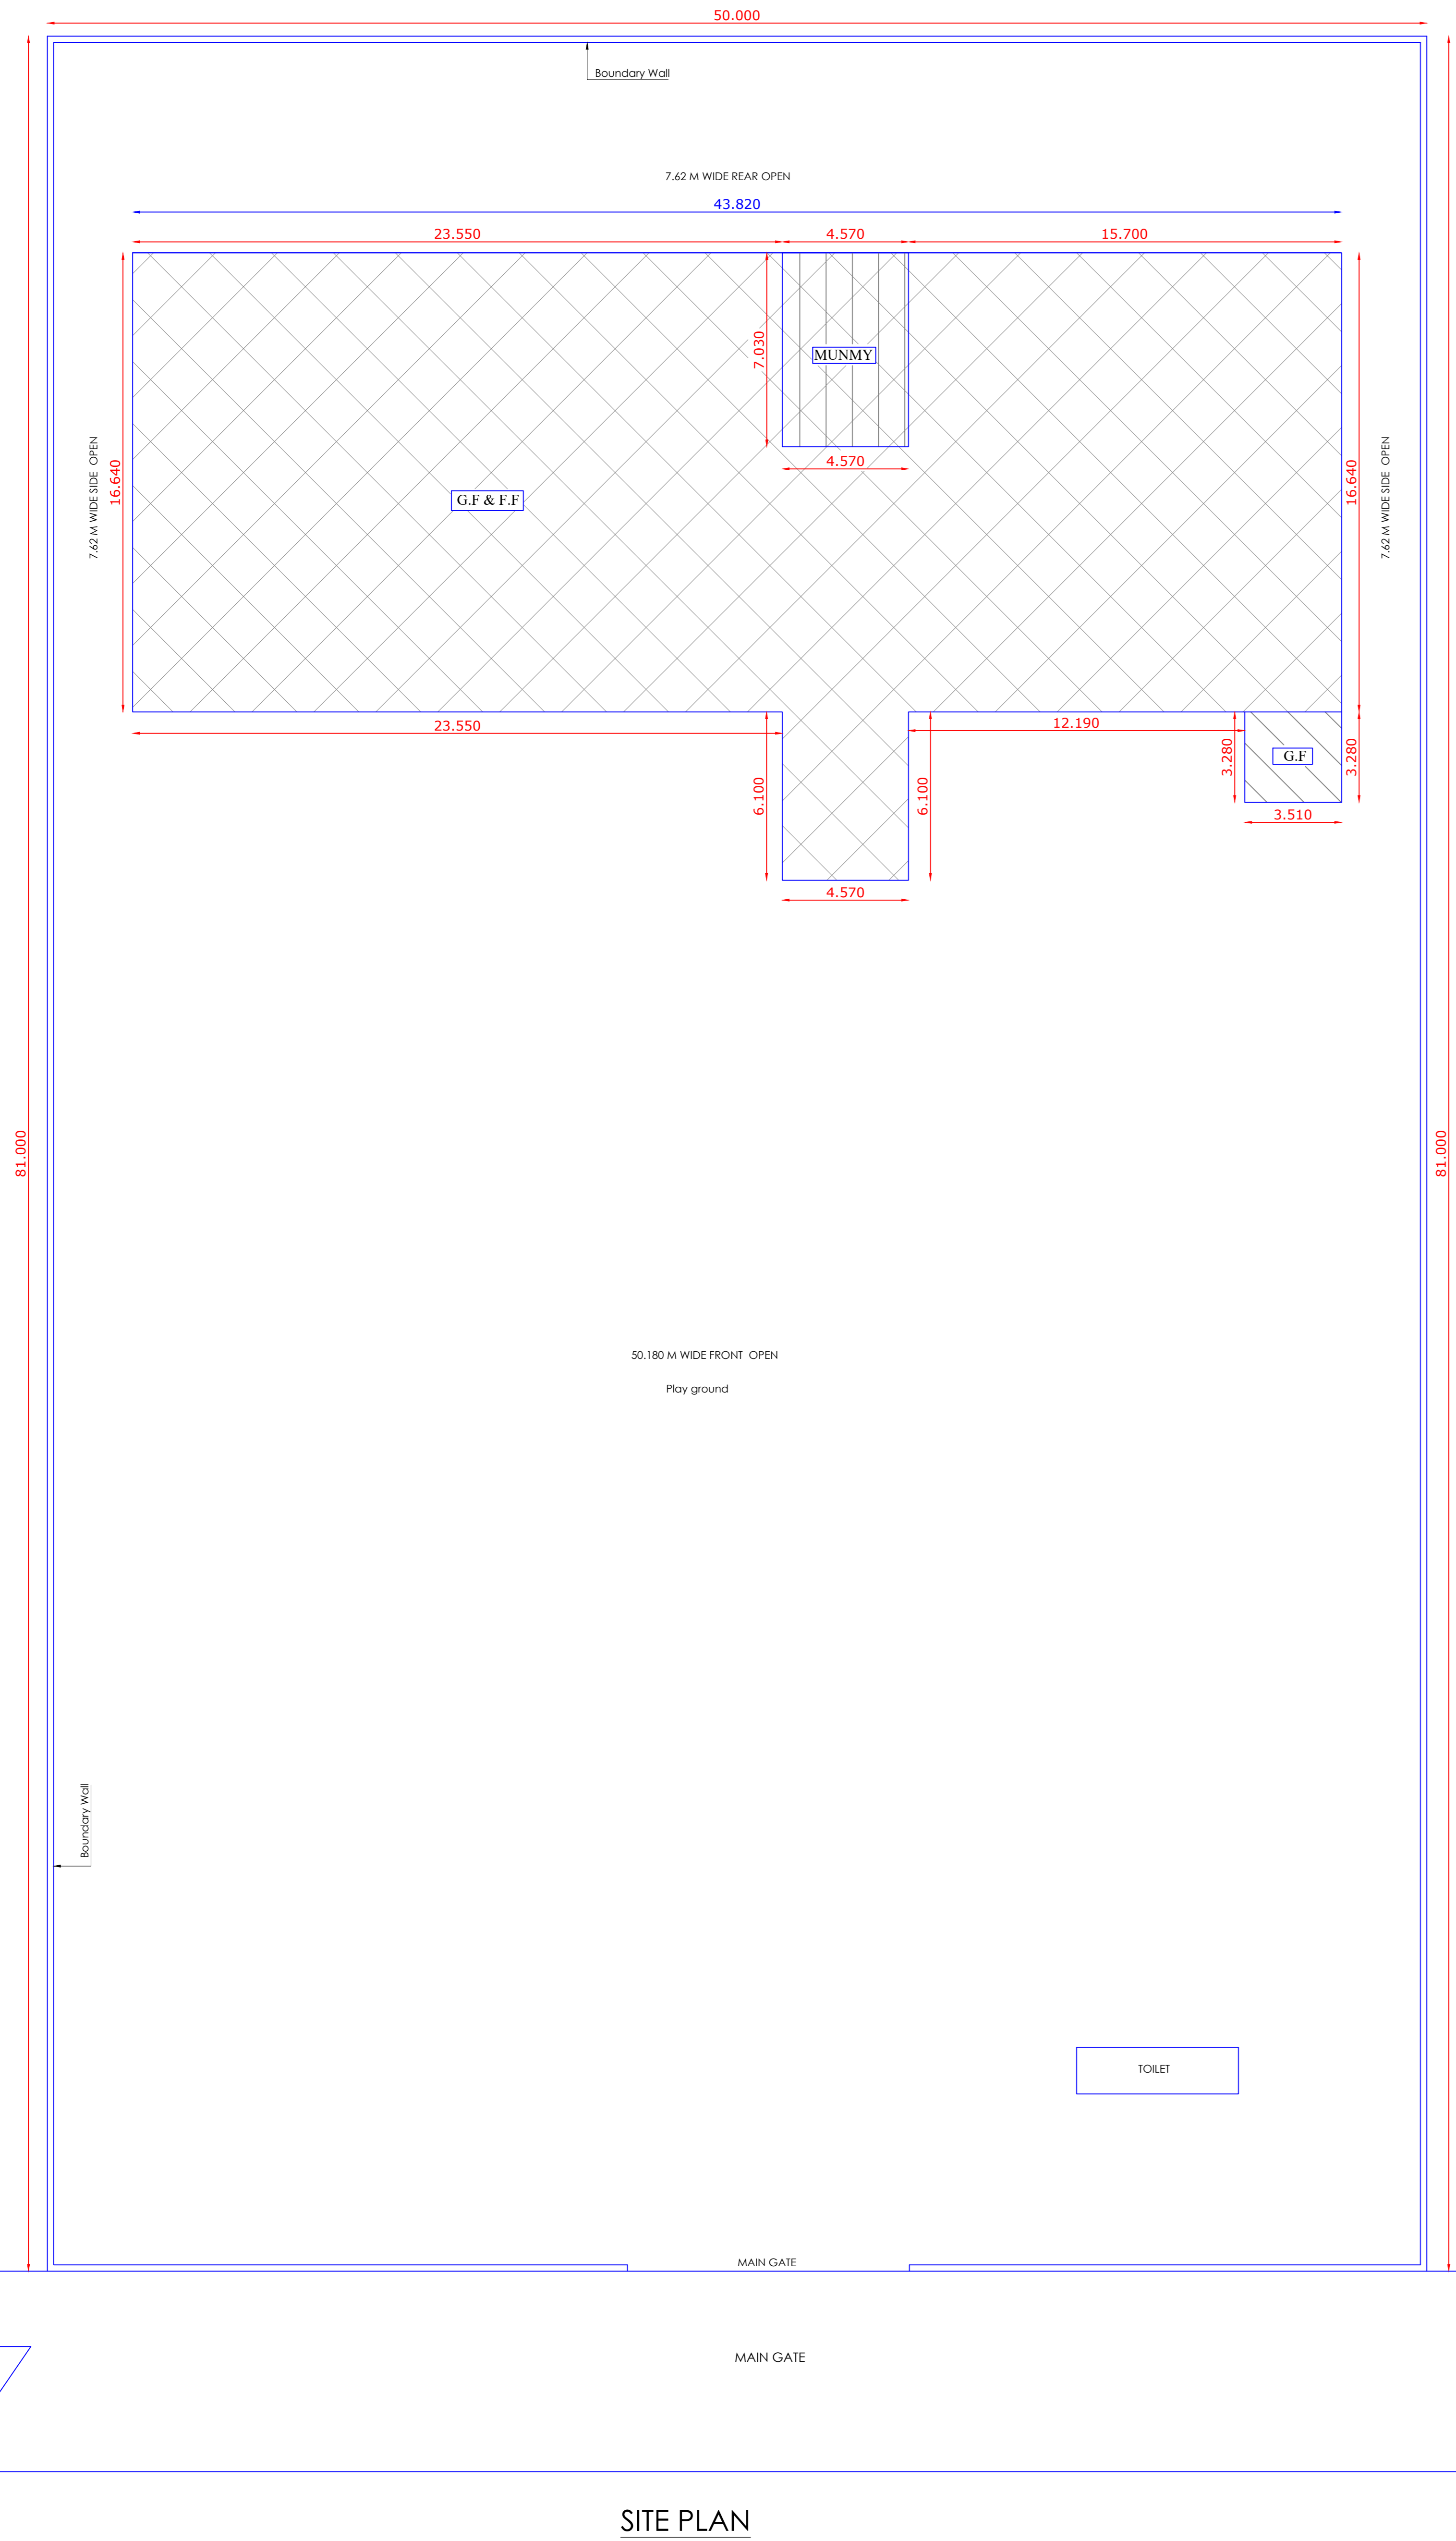 50.000
Boundary Wall
7.62 M WIDE REAR OPEN
43.820
23.550
4.570
15.700
7.030
MUNMY
4.570
7.62 M WIDE SIDE OPEN
16.640
G.F & F.F
16.640
7.62 M WIDE SIDE OPEN
23.550
12.190
6.100
6.100
3.280
G.F
3.280
3.510
4.570
81.000
81.000
50.180 M WIDE FRONT OPEN
Play ground
Boundary Wall
TOILET
MAIN GATE
MAIN GATE
SITE PLAN